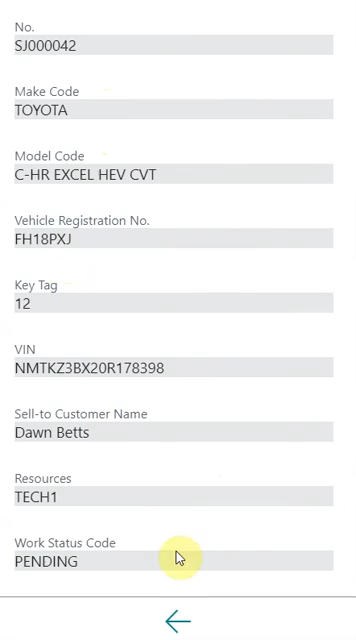 No.
SJ000042
Make Code
TOYOTA
Model Code
C-HR EXCEL HEV CVT
Vehicle Registration No.
FH18PXJ
Key Tag
12
VIN
NMTKZ3BX20R178398
Sell-to Customer Name
Dawn Betts
Resources
TECH1
Work Status Code
PENDING